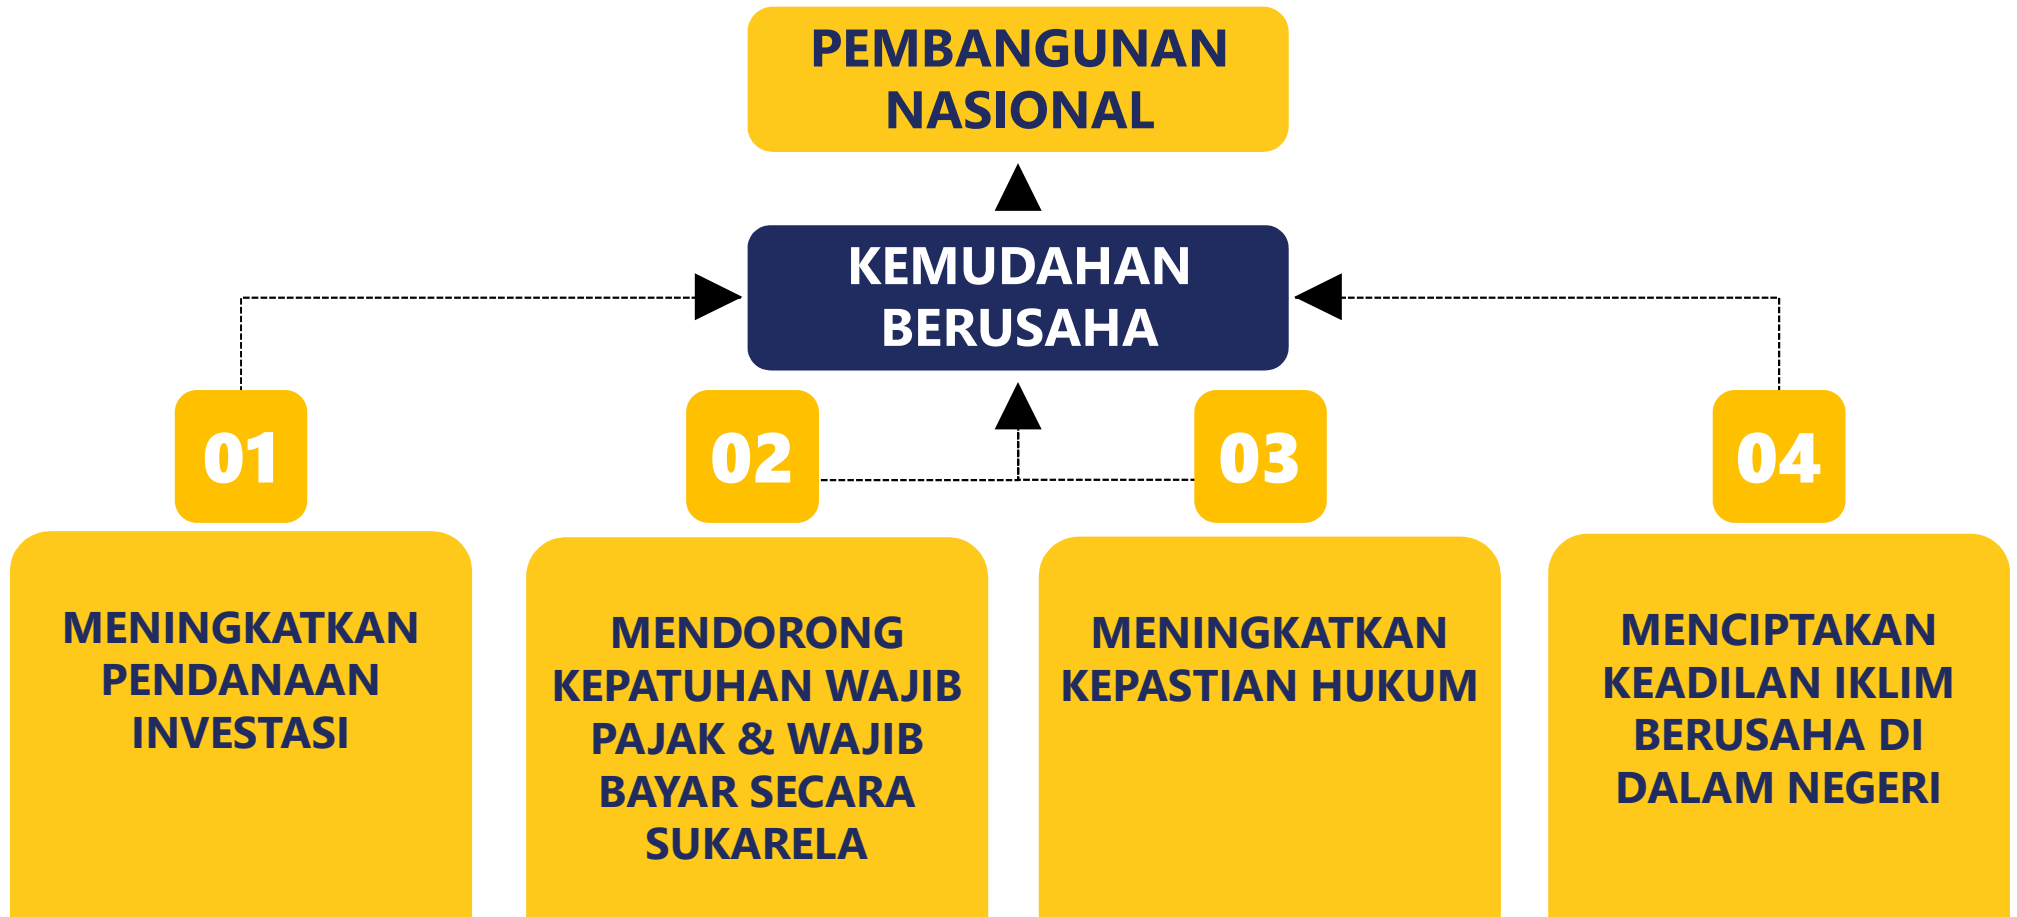 PEMBANGUNAN
NASIONAL
KEMUDAHAN
BERUSAHA
01
02
03
04
MENINGKATKAN
PENDANAAN
INVESTASI
MENDORONG
KEPATUHAN WAJIB
PAJAK & WAJIB
BAYAR SECARA
SUKARELA
MENINGKATKAN
KEPASTIAN HUKUM
MENCIPTAKAN
KEADILAN IKLIM
BERUSAHA DI
DALAM NEGERI